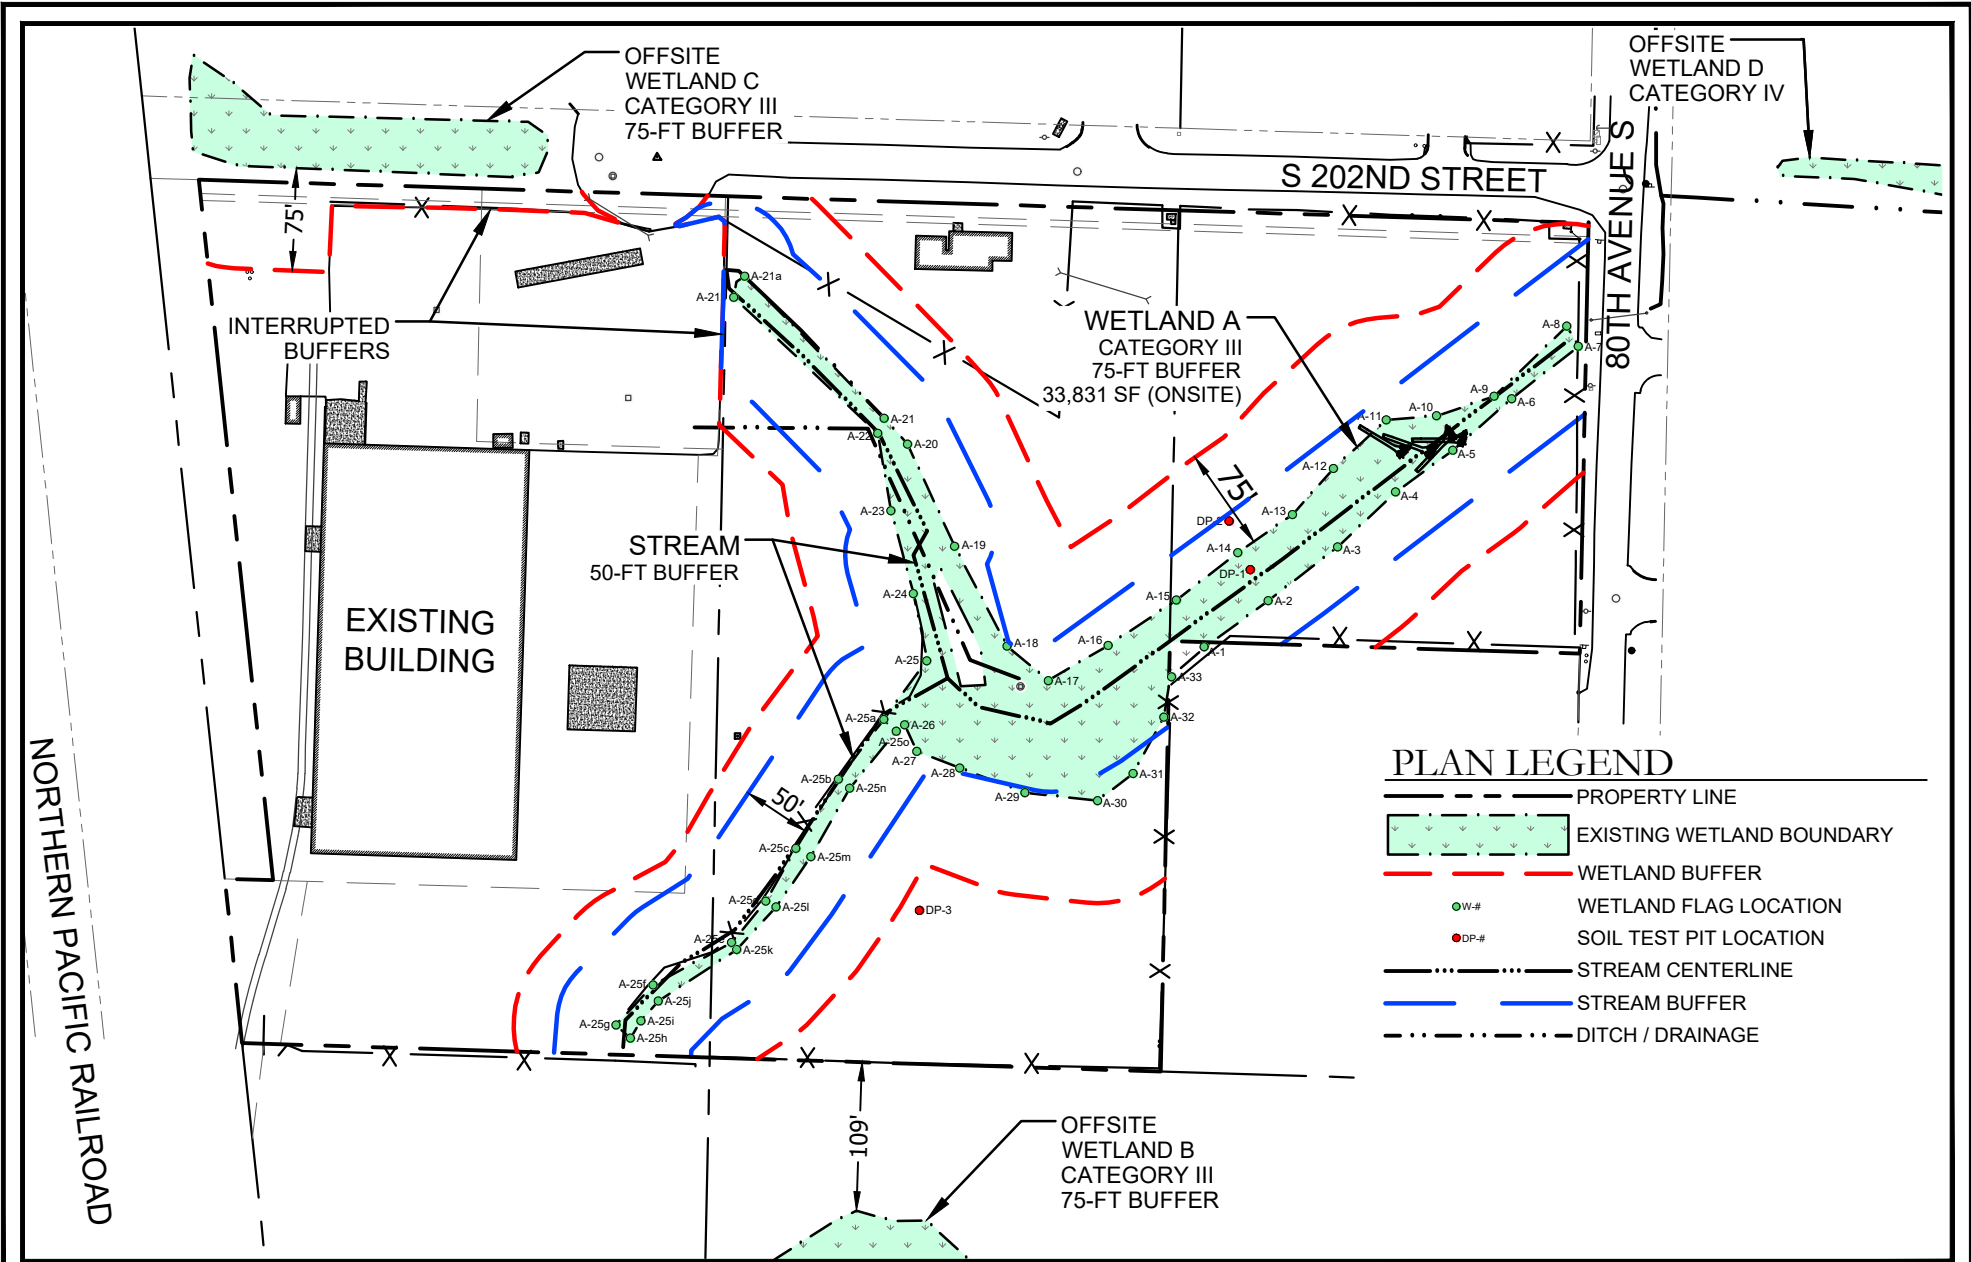 OFFSITE
WETLAND C
CATEGORY III
75-FT BUFFER
OFFSITE
WETLAND D
CATEGORY IV
S 202ND STREET
80TH AVENUE S
75'
INTERRUPTED
BUFFERS
WETLAND A
CATEGORY III
75-FT BUFFER
33,831 SF (ONSITE)
A-21a
A-21
A-8
A-7
A-9
A-6
A-10
A-11
A-5
A-12
A-4
A-21
A-22
A-20
75'
A-23
A-13
DP-2
A-14
A-3
A-19
STREAM
50-FT BUFFER
DP-1
A-24
A-15
A-2
EXISTING
BUILDING
A-18
A-16
A-1
A-25
A-17
A-33
A-25a
A-26
A-25o
A-32
A-27
A-28
A-31
A-25b
A-25n
A-29
A-30
50'
A-25c
A-25m
A-25l
DP-3
A-25k
A-25f
A-25j
A-25g
A-25i
A-25h
NORTHERN PACIFIC RAILROAD
109'
OFFSITE
WETLAND B
CATEGORY III
75-FT BUFFER
PLAN LEGEND
PROPERTY LINE
EXISTING WETLAND BOUNDARY
WETLAND BUFFER
W-#
WETLAND FLAG LOCATION
DP-#
SOIL TEST PIT LOCATION
STREAM CENTERLINE
STREAM BUFFER
DITCH / DRAINAGE